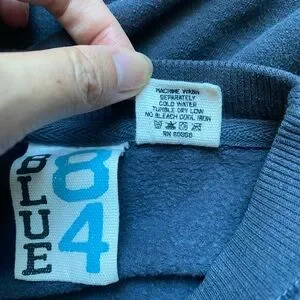 MACHINE WASH
SEPARATELY
COLD WATER
TUMBLE DRY LOW
NO BLEACH COOL IRON
BLUE
84